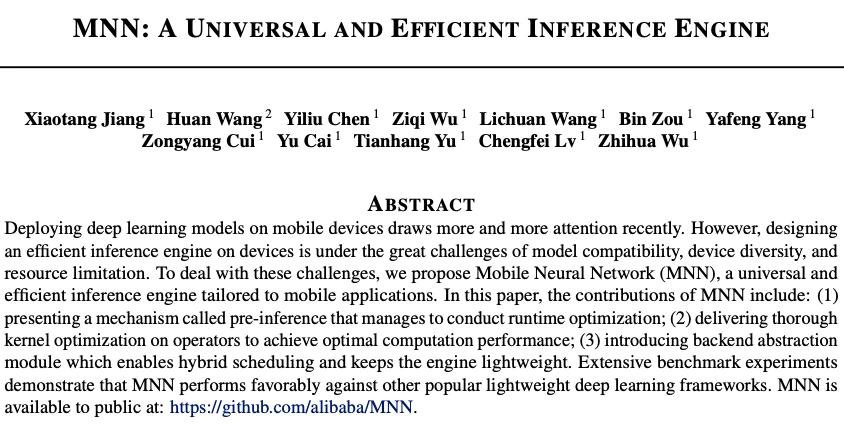 MNN: A UNIVERSAL AND EFFICIENT INFERENCE ENGINE
Xiaotang Jiang 1 Huan Wang 2 Yiliu Chen 1 Ziqi Wu 1 Lichuan Wang 1 Bin Zou 1 Yafeng Yang 1
Zongyang Cui 1 Yu Cai 1 Tianhang Yu 1 Chengfei Lv 1 Zhihua Wu 1
ABSTRACT
Deploying deep learning models on mobile devices draws more and more attention recently. However, designing
an efficient inference engine on devices is under the great challenges of model compatibility, device diversity, and
resource limitation. To deal with these challenges, we propose Mobile Neural Network (MNN), a universal and
efficient inference engine tailored to mobile applications. In this paper, the contributions of MNN include: (1)
presenting a mechanism called pre-inference that manages to conduct runtime optimization; (2) delivering thorough
kernel optimization on operators to achieve optimal computation performance; (3) introducing backend abstraction
module which enables hybrid scheduling and keeps the engine lightweight. Extensive benchmark experiments
demonstrate that MNN performs favorably against other popular lightweight deep learning frameworks. MNN is
available to public at: https://github.com/alibaba/MNN.